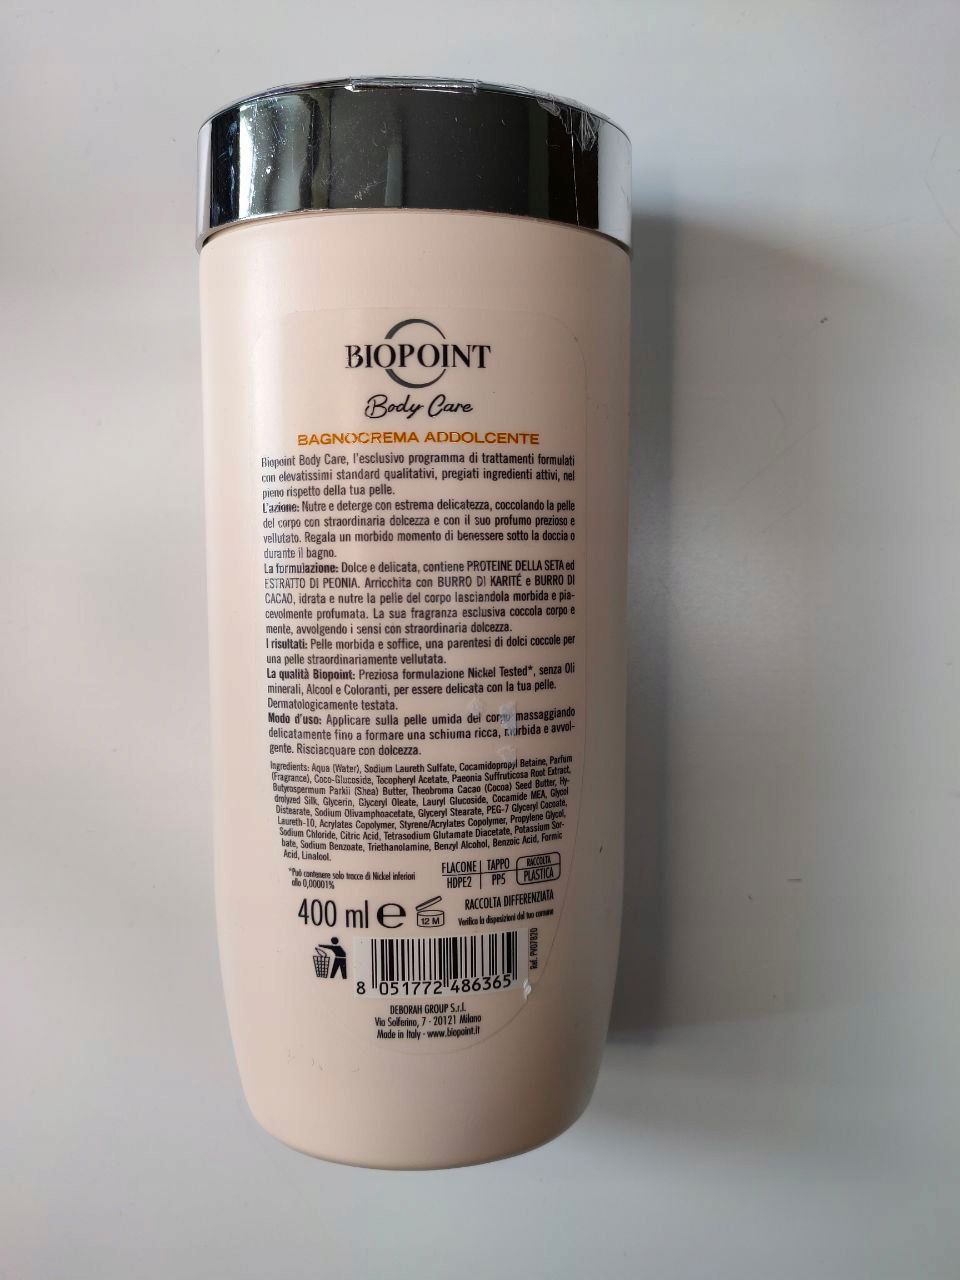 BIOPOINT
Body Care
BAGNOCREMA ADDOLCENTE
Biopoint Body Care, l'esclusivo programma di trattamenti formulati
con elevatissimi standard qualitativi, pregiati ingredienti attivi, nel
pieno rispetto della tua pelle.
L'azione: Nutre e deterge con estrema delicatezza, coccolando la pelle
del corpo con straordinaria dolcezza e con il suo profumo prezioso e
vellutato. Regala un morbido momento di benessere sotto la doccia o
durante il bagno.
La formulazione: Dolce e delicata, contiene PROTEINE DELLA SETA ed
ESTRATTO DI PEONIA. Arricchita con BURRO DI KARITÉ e BURRO DI
CACAO, idrata e nutre la pelle del corpo lasciandola morbida e pia-
cevolmente profumata. La sua fragranza esclusiva coccola corpo e
mente, avvolgendo i sensi con straordinaria dolcezza.
I risultati: Pelle morbida e soffice, una parentesi di dolci coccole per
una pelle straordinariamente vellutata.
La qualità Biopoint: Preziosa formulazione Nickel Tested*, senza Oli
minerali, Alcool e Coloranti, per essere delicata con la tua pelle.
Dermatologicamente testata.
Modo d'uso: Applicare sulla pelle umida del corpo massaggiando
delicatamente fino a formare una schiuma ricca, morbida e avvol-
gente. Risciacquare con dolcezza.
Ingredients: Aqua (Water), Sodium Laureth Sulfate, Cocamidopropyl Betaine, Parfum
(Fragrance), Coco-Glucoside, Tocopheryl Acetate, Paeonia Suffruticosa Root Extract,
Butyrospermum Parkii (Shea) Butter, Theobroma Cacao (Cocoa) Seed Butter, Hy-
drolyzed Silk, Glycerin, Glyceryl Oleate, Lauryl Glucoside, Cocamide MEA, Glycol
Distearate, Sodium Olivamphoacetate, Glyceryl Stearate, PEG-7 Glyceryl Cocoate,
Laureth-10, Acrylates Copolymer, Styrene/Acrylates Copolymer, Propylene Glycol,
Sodium Chloride, Citric Acid, Tetrasodium Glutamate Diacetate, Potassium Sor-
bate, Sodium Benzoate, Triethanolamine, Benzyl Alcohol, Benzoic Acid, Formic
Acid, Linalool.
*Può contenere solo tracce di Nickel inferiori
allo 0,00001%
FLACONE TAPPO RACCOLTA
HDPE2 PP5 PLASTICA
RACCOLTA DIFFERENZIATA
Verifica la disposizioni del tuo comune
400 ml e 12 M
Ref. PV07820
8 051772 486365
DEBORAH GROUP S.r.l.
Via Solferino, 7 - 20121 Milano
Made in Italy - www.biopoint.it